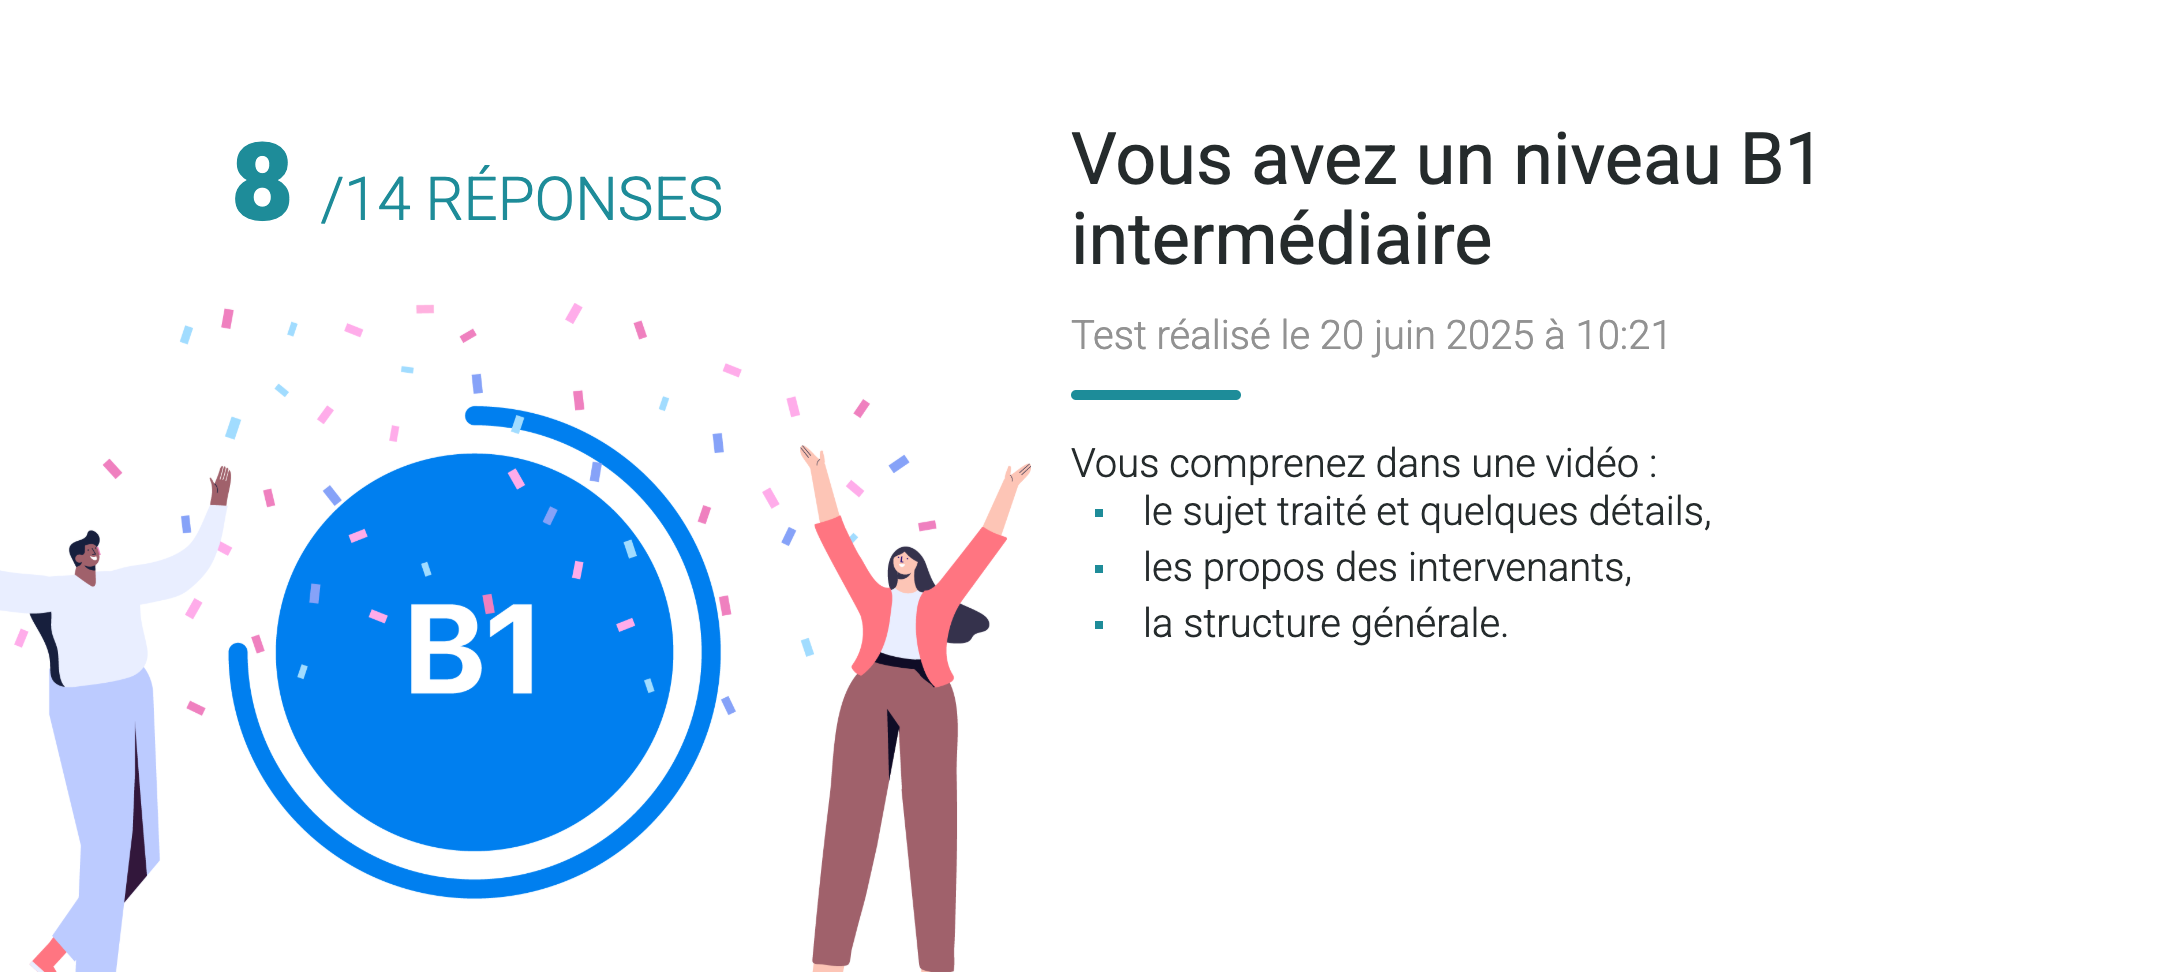 8 /14 RÉPONSES
B1
Vous avez un niveau B1
intermédiaire
Test réalisé le 20 juin 2025 à 10:21
Vous comprenez dans une vidéo :
le sujet traité et quelques détails,
les propos des intervenants,
la structure générale.